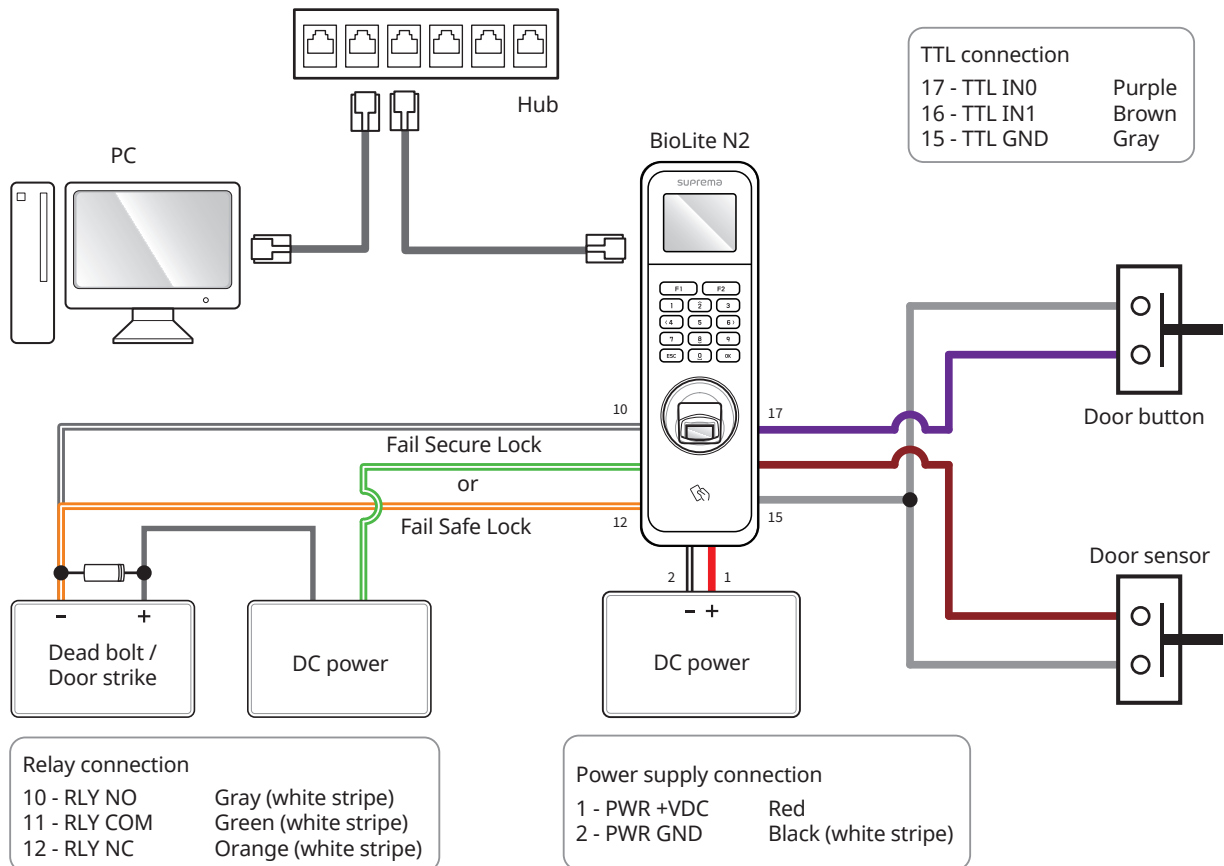 Hub
TTL connection
17 - TTL IN0 Purple
16 - TTL IN1 Brown
15 - TTL GND Gray
PC
BioLite N2
suprema
F1 F2
1 2 3
‹4 5 6›
7 8 9
ESC 0 OK
Door button
10
17
Fail Secure Lock
or
Fail Safe Lock
12
15
Door sensor
2 1
- +
Dead bolt /
Door strike
DC power
- +
DC power
Relay connection
10 - RLY NO Gray (white stripe)
11 - RLY COM Green (white stripe)
12 - RLY NC Orange (white stripe)
Power supply connection
1 - PWR +VDC Red
2 - PWR GND Black (white stripe)